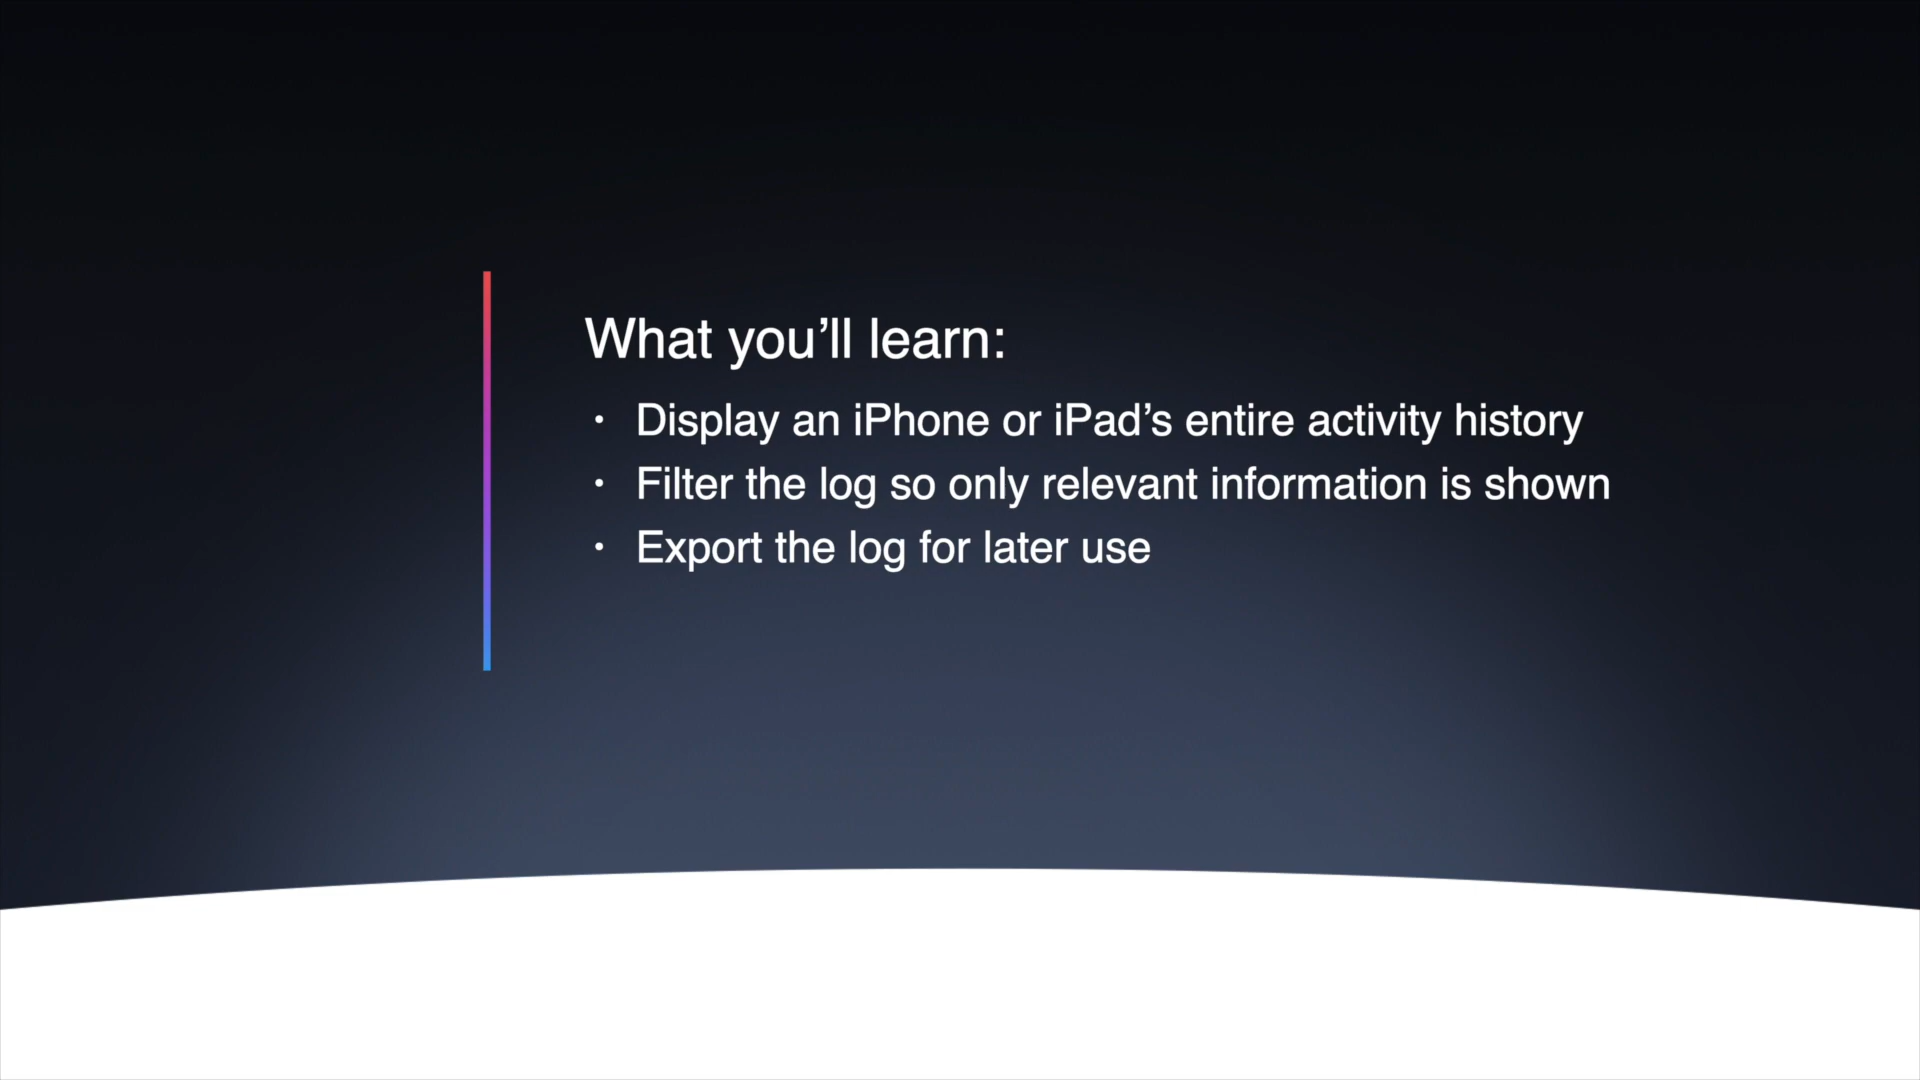 What you’ll learn:
• Display an iPhone or iPad’s entire activity history
• Filter the log so only relevant information is shown
• Export the log for later use